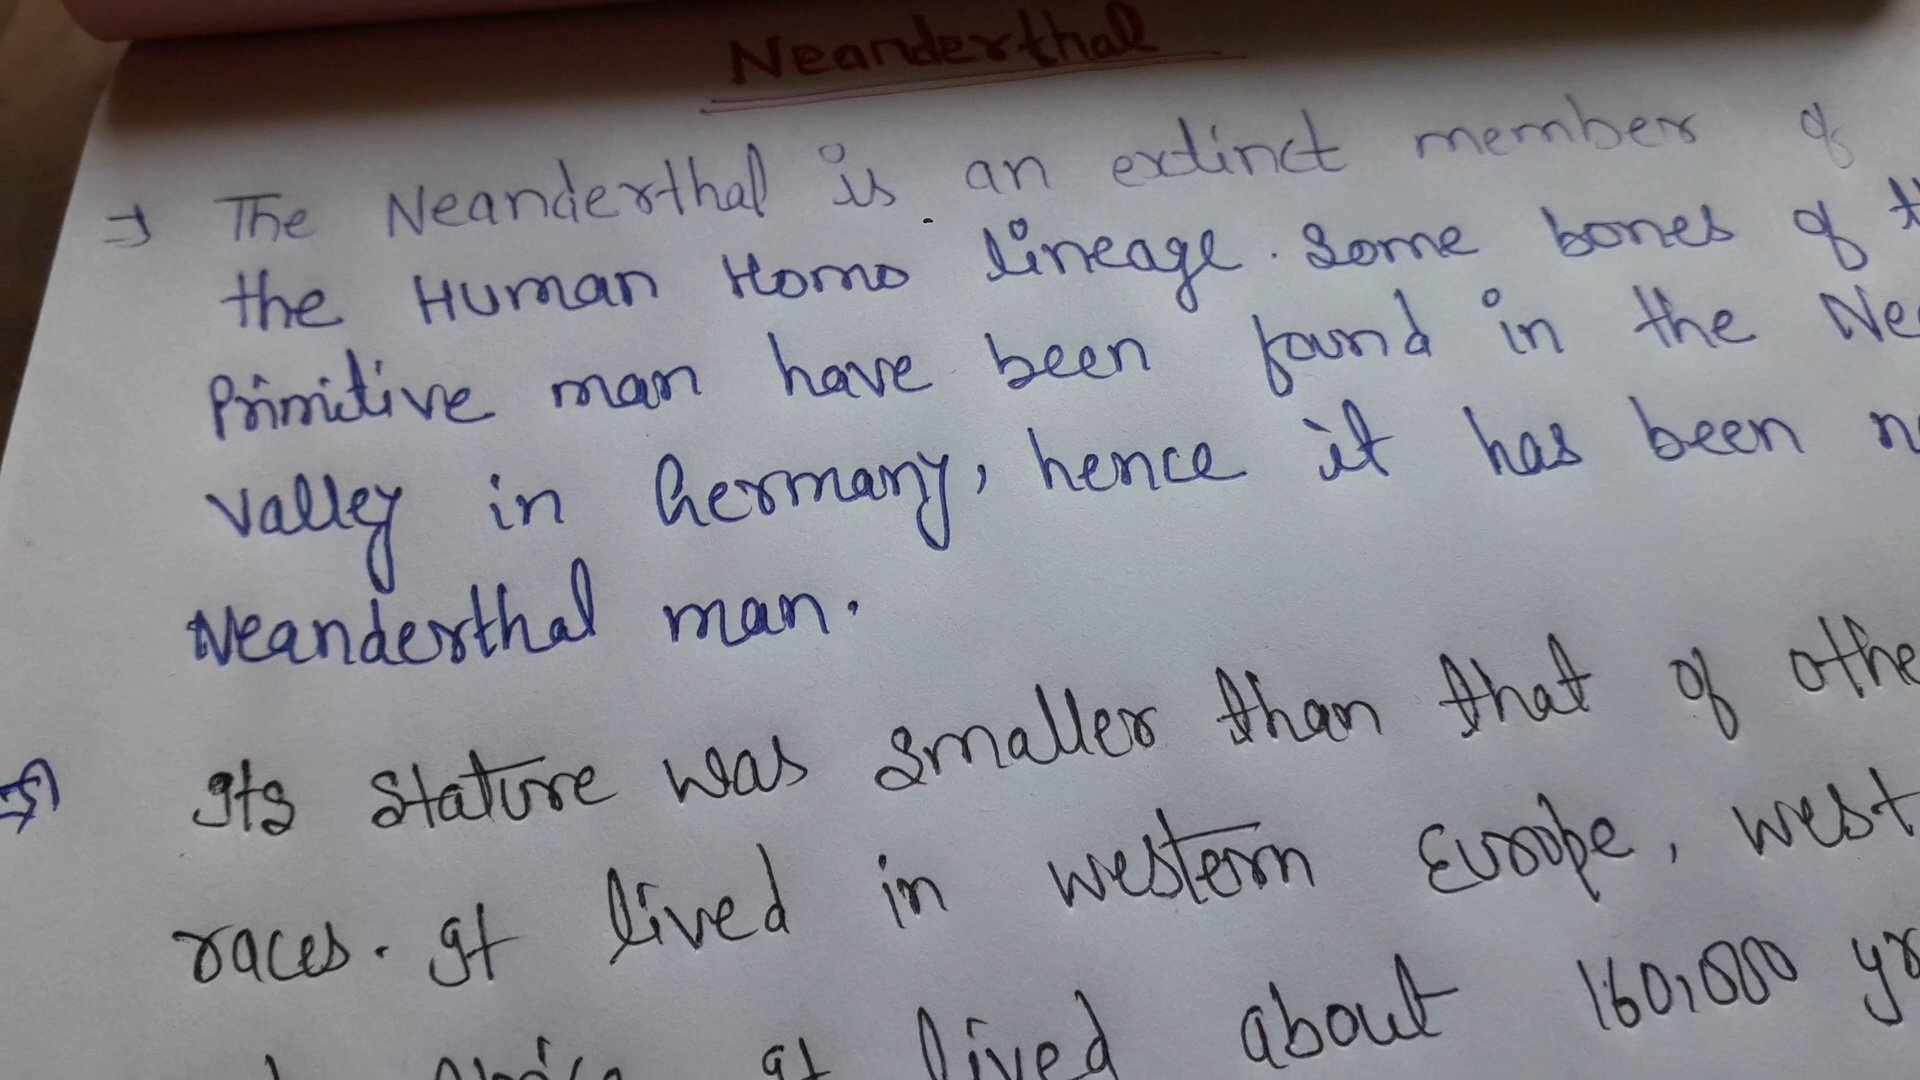 Neanderthal
→ The Neanderthal is an extinct member of
the Human Homo lineage. Some bones of
Primitive man have been found in the
valley in Germany, hence it has been
Neanderthal man.
→ Its stature was smaller than that of
races. It lived in western Europe, west
It lived about 160,000